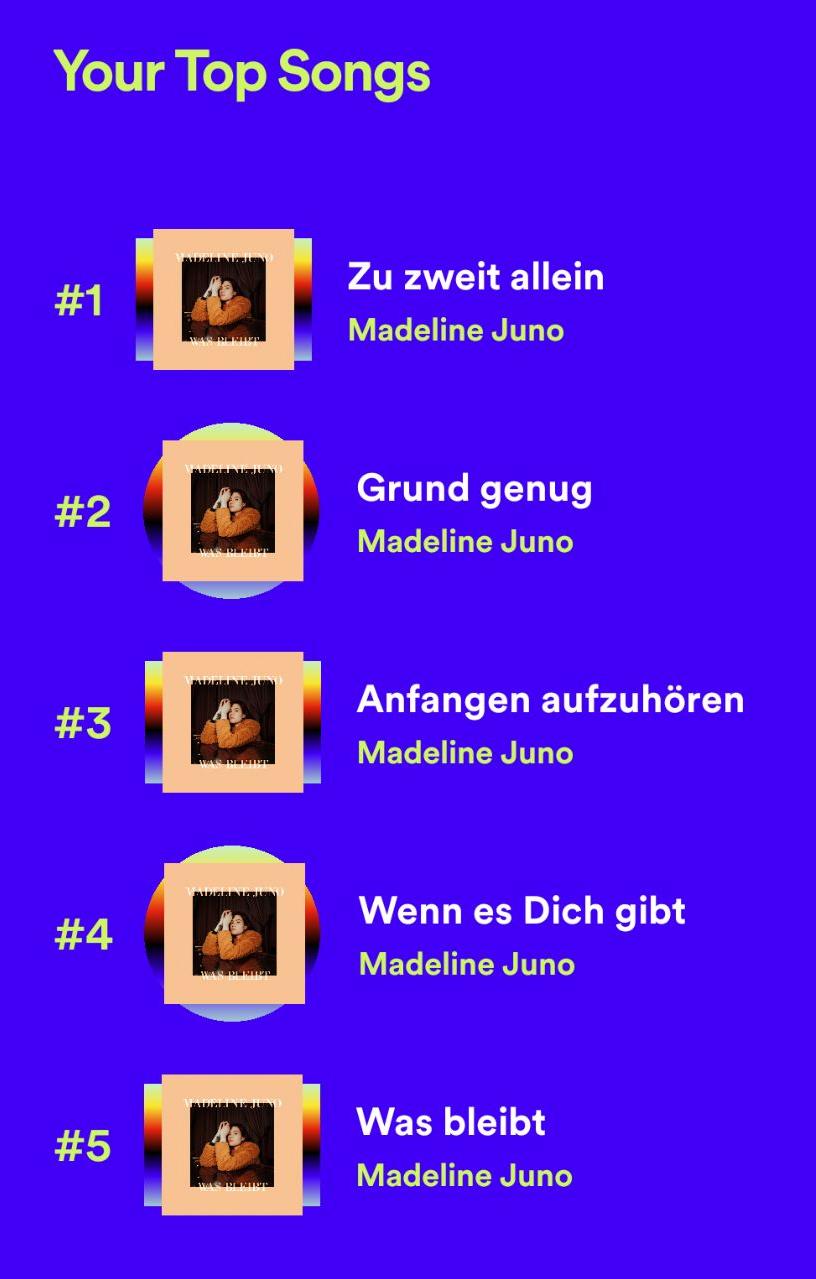 Your Top Songs
#1
MADELINE JUNO
WAS BLEIBT
Zu zweit allein
Madeline Juno
#2
MADELINE JUNO
WAS BLEIBT
Grund genug
Madeline Juno
#3
MADELINE JUNO
WAS BLEIBT
Anfangen aufzuhören
Madeline Juno
#4
MADELINE JUNO
WAS BLEIBT
Wenn es Dich gibt
Madeline Juno
#5
MADELINE JUNO
WAS BLEIBT
Was bleibt
Madeline Juno